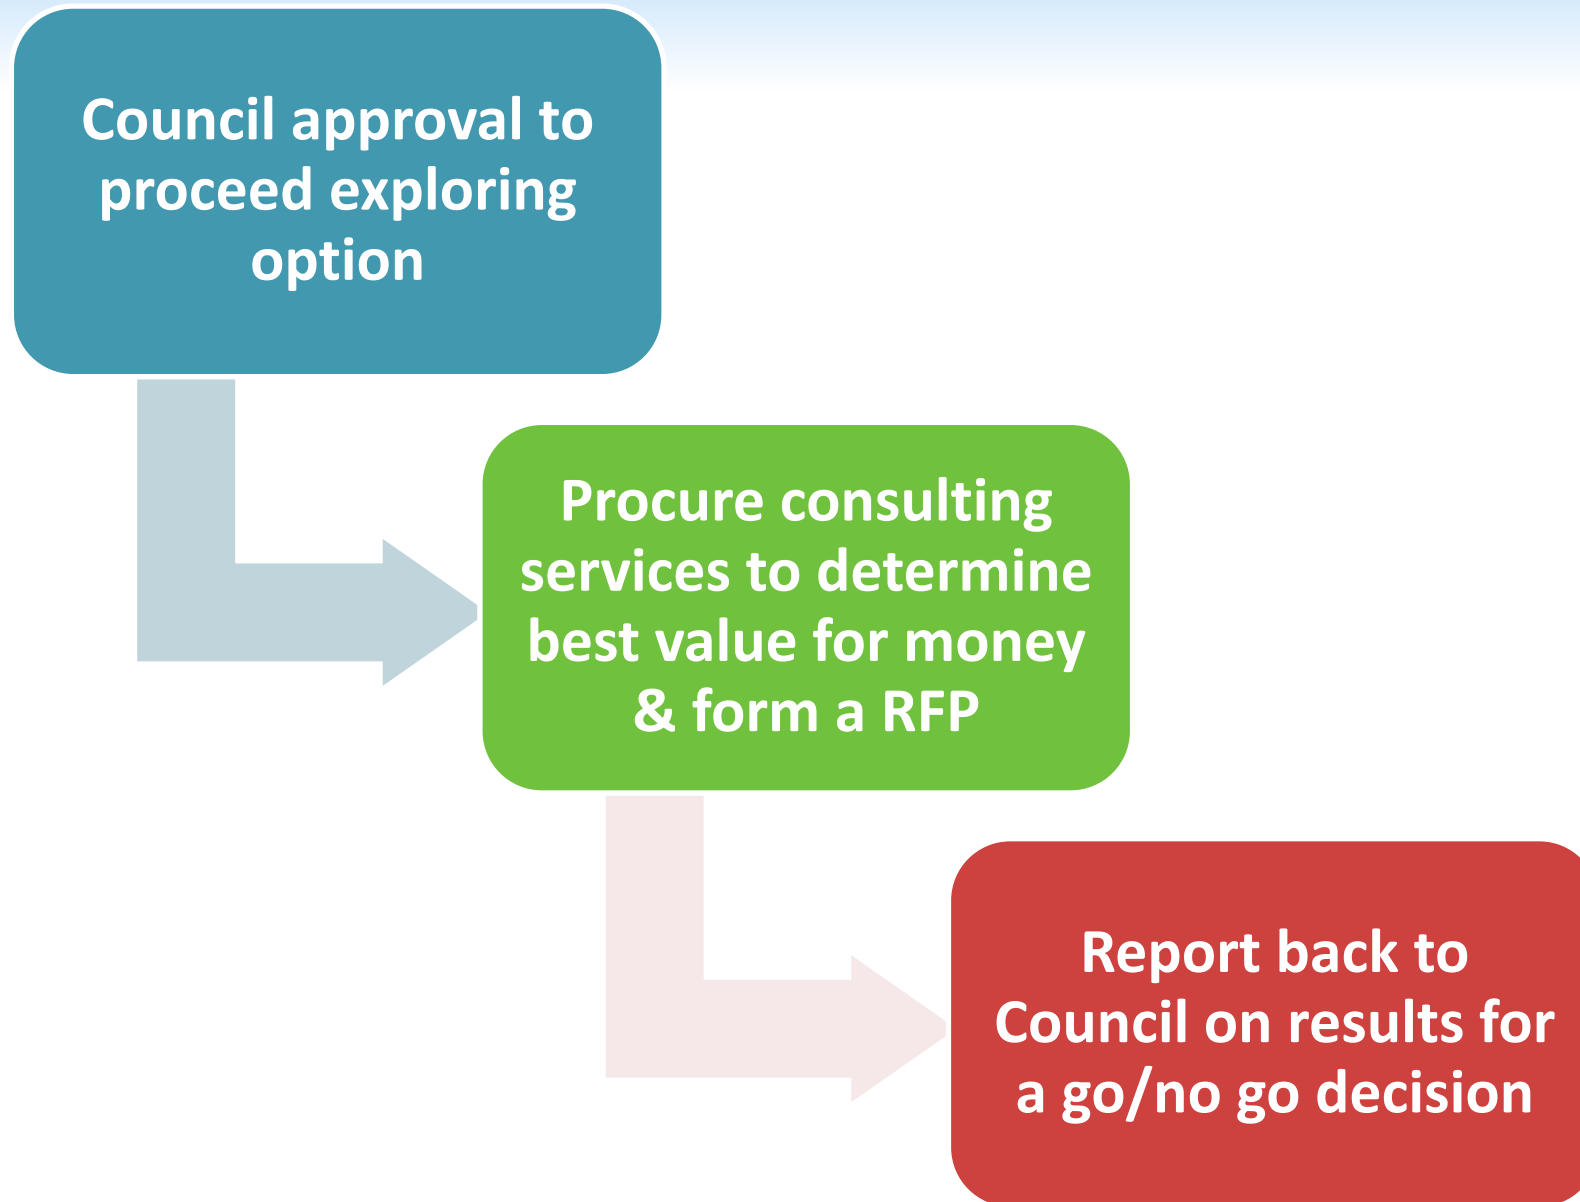 Council approval to
proceed exploring
option
Procure consulting
services to determine
best value for money
& form a RFP
Report back to
Council on results for
a go/no go decision